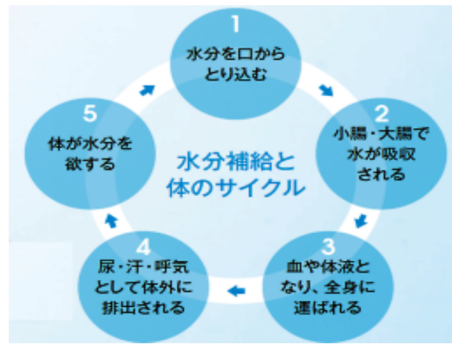 1
水分を口から
とり込む
2
小腸・大腸で
水が吸収
される
3
血や体液と
なり、全身に
運ばれる
4
尿・汗・呼気
として体外に
排出される
5
体が水分を
欲する
水分補給と
体のサイクル